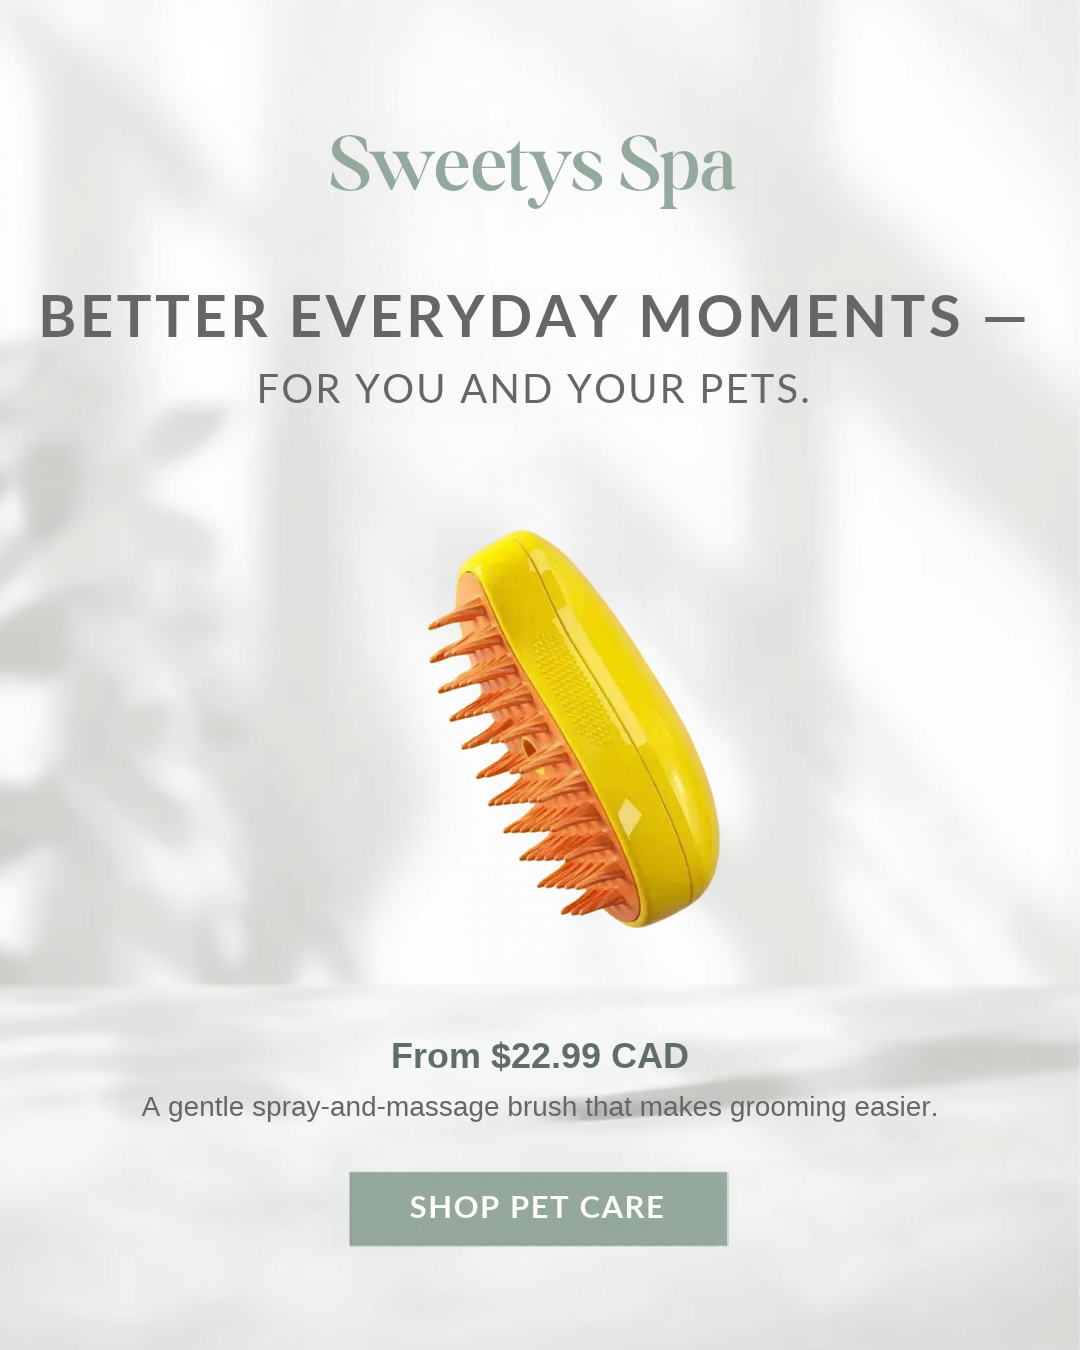 Sweetys Spa
BETTER EVERYDAY MOMENTS —
FOR YOU AND YOUR PETS.
From $22.99 CAD
A gentle spray-and-massage brush that makes grooming easier.
SHOP PET CARE